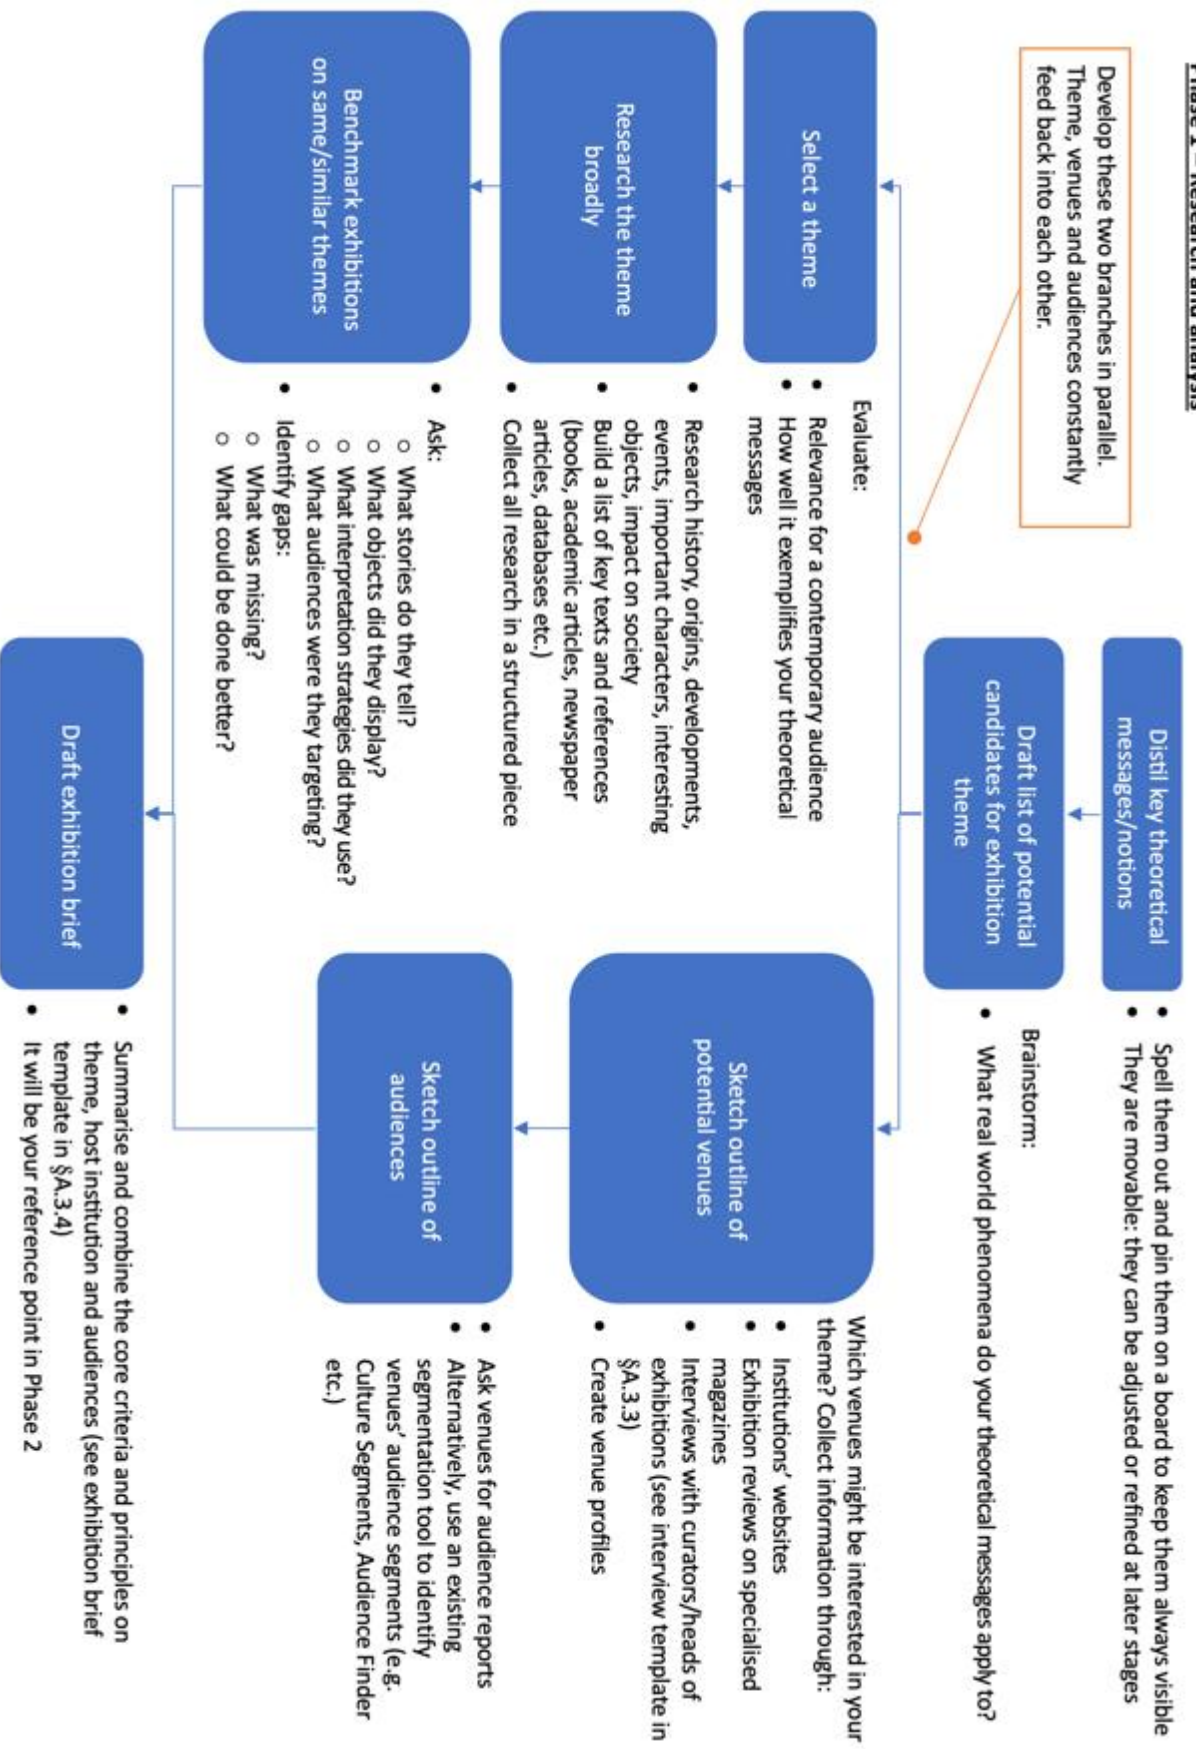 Phase 1 – Research and analysis
Develop these two branches in parallel.
Theme, venues and audiences constantly
feed back into each other.
Distil key theoretical
messages/notions
• Spell them out and pin them on a board to keep them always visible
• They are movable: they can be adjusted or refined at later stages
Draft list of potential
candidates for exhibition
theme
Brainstorm:
• What real world phenomena do your theoretical messages apply to?
Select a theme
Evaluate:
• Relevance for a contemporary audience
• How well it exemplifies your theoretical
messages
Research the theme
broadly
• Research history, origins, developments,
events, important characters, interesting
objects, impact on society
• Build a list of key texts and references
(books, academic articles, newspaper
articles, databases etc.)
• Collect all research in a structured piece
Benchmark exhibitions
on same/similar themes
• Ask:
○ What stories do they tell?
○ What objects did they display?
○ What interpretation strategies did they use?
○ What audiences were they targeting?
• Identify gaps:
○ What was missing?
○ What could be done better?
Sketch outline of
potential venues
Which venues might be interested in your
theme? Collect information through:
• Institutions' websites
• Exhibition reviews on specialised
magazines
• Interviews with curators/heads of
exhibitions (see interview template in
§A.3.3)
• Create venue profiles
Sketch outline of
audiences
• Ask venues for audience reports
• Alternatively, use an existing
segmentation tool to identify
venues' audience segments (e.g.
Culture Segments, Audience Finder
etc.)
Draft exhibition brief
• Summarise and combine the core criteria and principles on
theme, host institution and audiences (see exhibition brief
template in §A.3.4)
• It will be your reference point in Phase 2